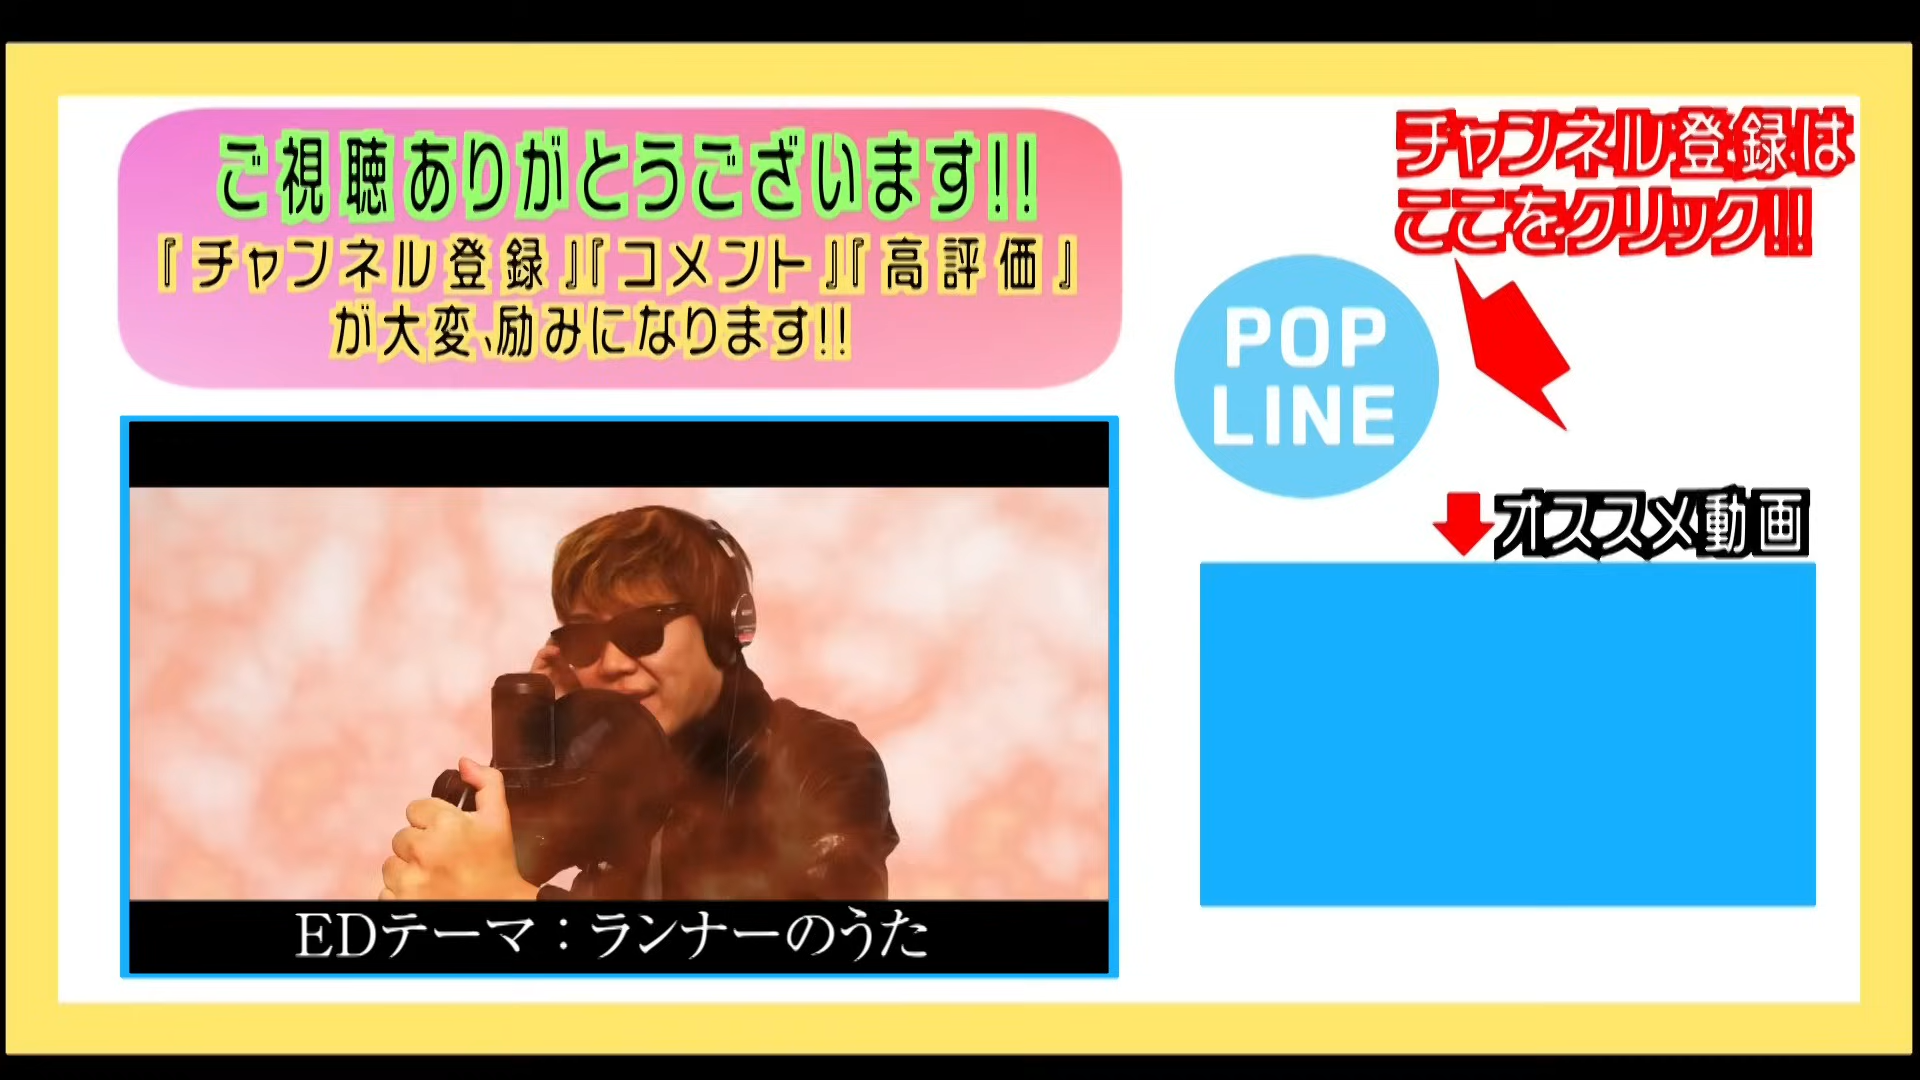 ご視聴ありがとうございます!!
『チャンネル登録』『コメント』『高評価』
が大変、励みになります!!
チャンネル登録は
ここをクリック!!
POP
LINE
オススメ動画
EDテーマ：ランナーのうた